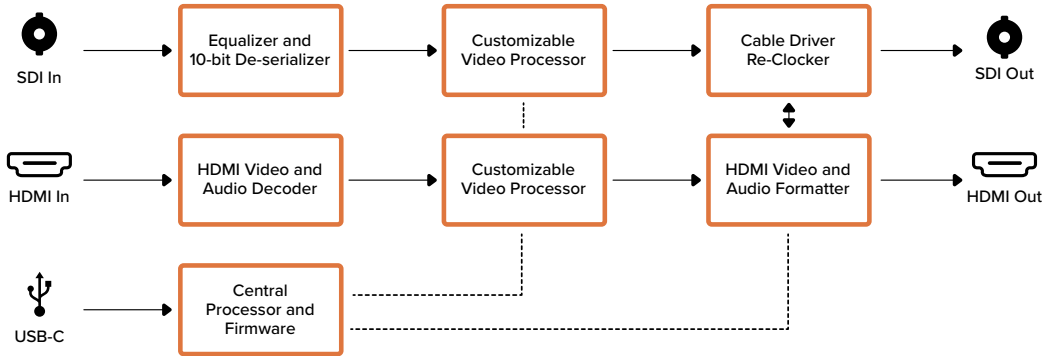 SDI In
Equalizer and
10-bit De-serializer
Customizable
Video Processor
Cable Driver
Re-Clocker
SDI Out
HDMI In
HDMI Video and
Audio Decoder
Customizable
Video Processor
HDMI Video and
Audio Formatter
HDMI Out
USB-C
Central
Processor and
Firmware